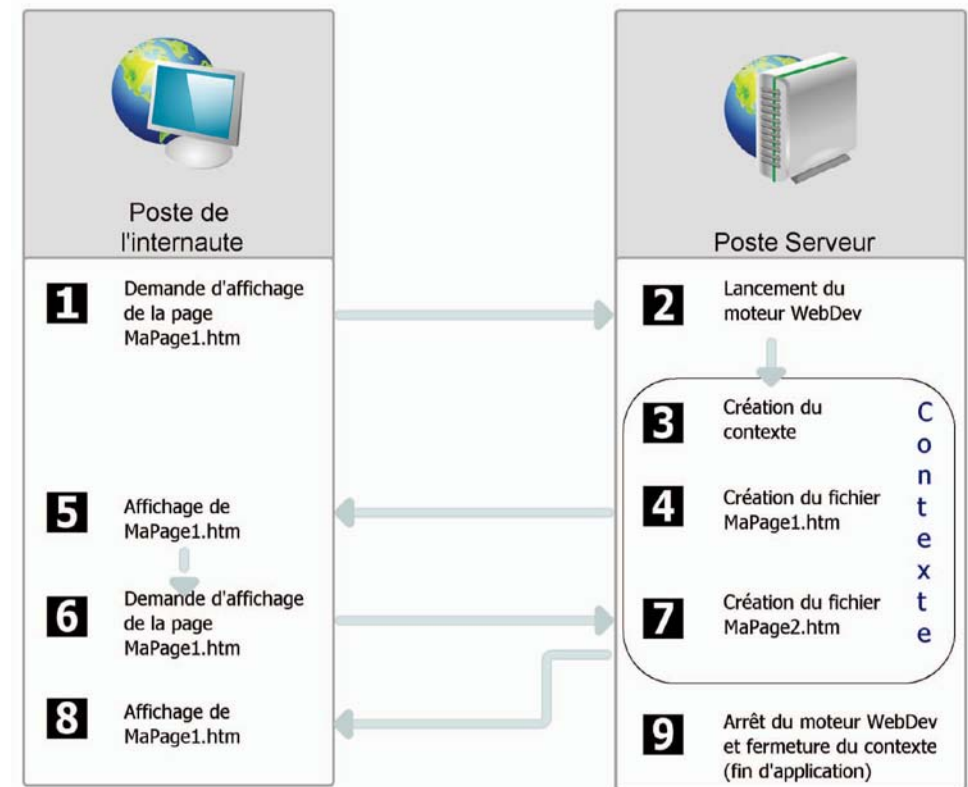 Poste de
l'internaute
Poste Serveur
1 Demande d'affichage
de la page
MaPage1.htm
2 Lancement du
moteur WebDev
3 Création du
contexte
4 Création du fichier
MaPage1.htm
5 Affichage de
MaPage1.htm
6 Demande d'affichage
de la page
MaPage1.htm
7 Création du fichier
MaPage2.htm
Contexte
8 Affichage de
MaPage1.htm
9 Arrêt du moteur WebDev
et fermeture du contexte
(fin d'application)